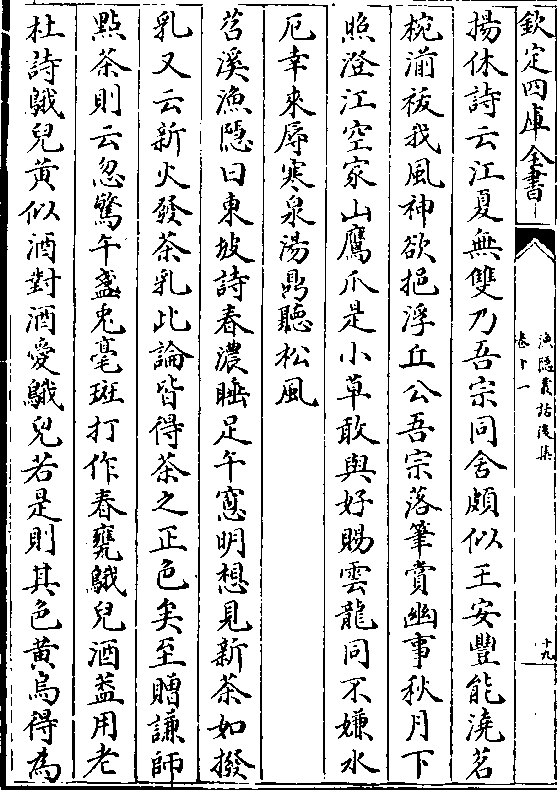 欽定四庫全書
漁隱叢話後集
卷十一
十九
揚休詩云江夏無雙乃吾宗同舍頗似王安豐能澆茗
椀湔祓我風神欲挹浮丘公吾宗落筆賞幽事秋月下
照澄江空家山鷹爪是小草敢與好賜雲龍同不嫌水
厄幸來辱寒泉湯鼎聽松風
苕溪漁隱曰東坡詩春濃睡足午窻明想見新茶如撥
乳又云新火發茶乳此論皆得茶之正色矣至贈謙師
點茶則云忽驚午盞兎毫斑打作春甕鵞兒酒葢用老
杜詩鵞兒黃似酒對酒愛鵞兒若是則其色黃烏得為